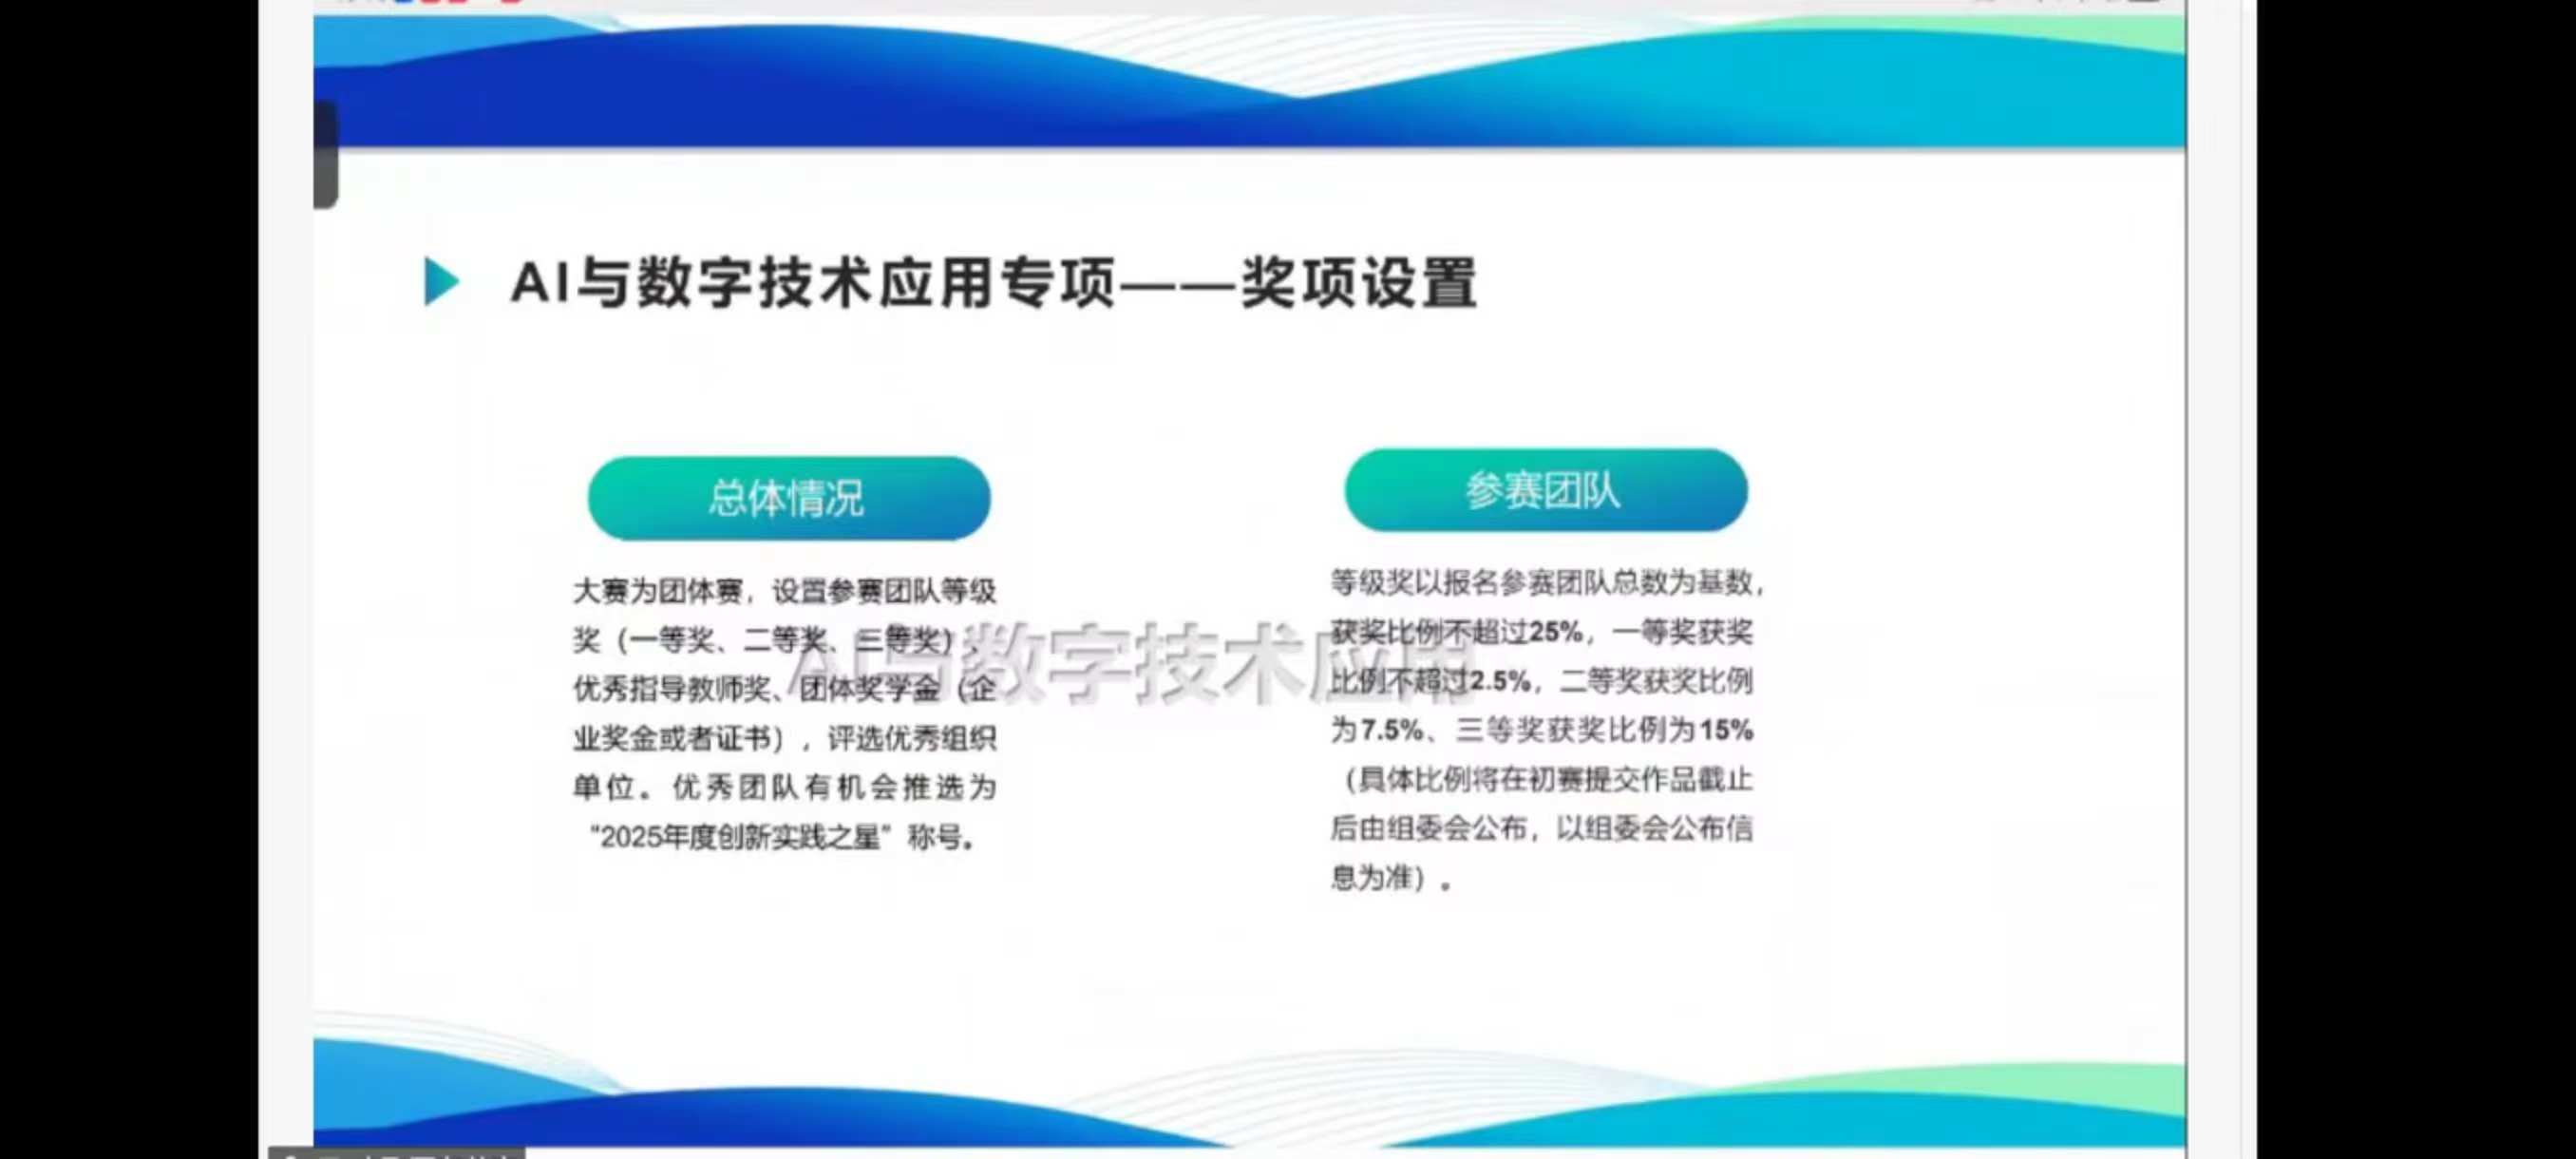 AI与数字技术应用专项——奖项设置
总体情况
大赛为团体赛，设置参赛团队等级
奖（一等奖、二等奖、三等奖）、
优秀指导教师奖、团体奖学金（企
业奖金或者证书），评选优秀组织
单位。优秀团队有机会推选为
“2025年度创新实践之星”称号。
参赛团队
等级奖以报名参赛团队总数为基数，
获奖比例不超过25%，一等奖获奖
比例不超过2.5%，二等奖获奖比例
为7.5%、三等奖获奖比例为15%
（具体比例将在初赛提交作品截止
后由组委会公布，以组委会公布信
息为准）。
AI与数字技术应用